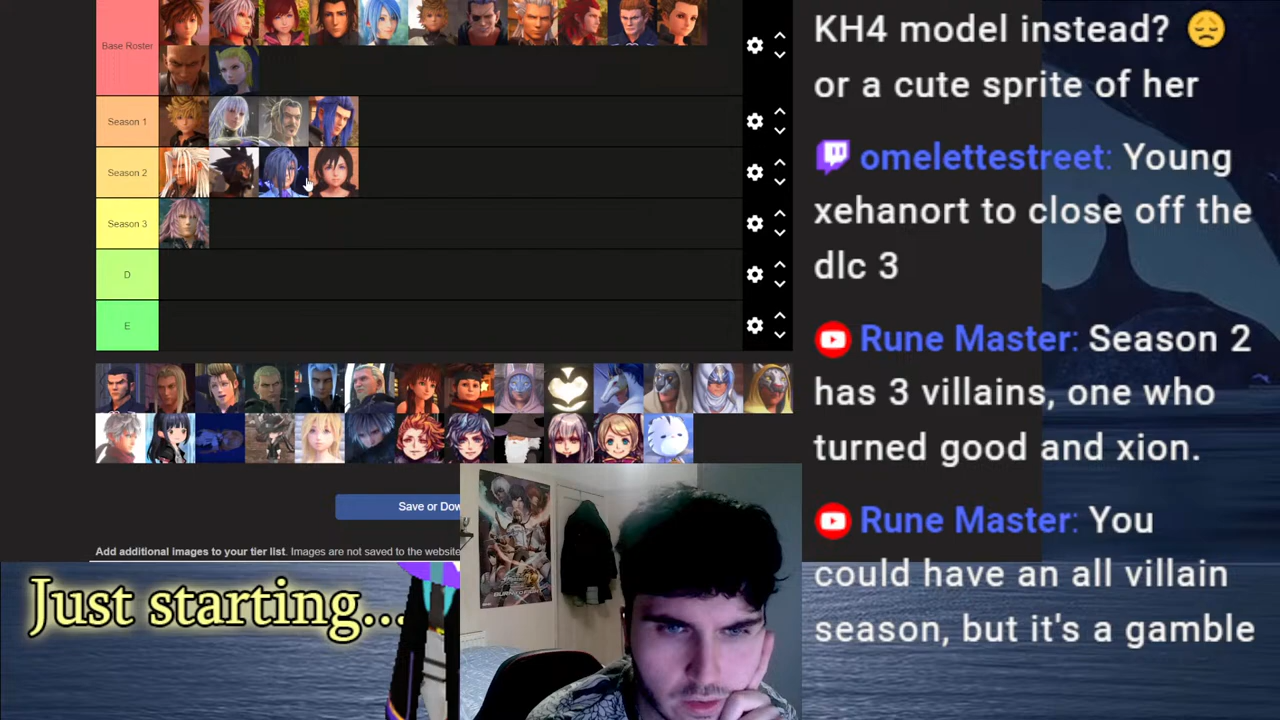 Base Roster
Season 1
Season 2
Season 3
D
E
Save or Dow
Add additional images to your tier list. Images are not saved to the website
Just starting...
KH4 model instead? 😞
or a cute sprite of her
omelettestreet: Young
xehanort to close off the
dlc 3
Rune Master: Season 2
has 3 villains, one who
turned good and xion.
Rune Master: You
could have an all villain
season, but it's a gamble